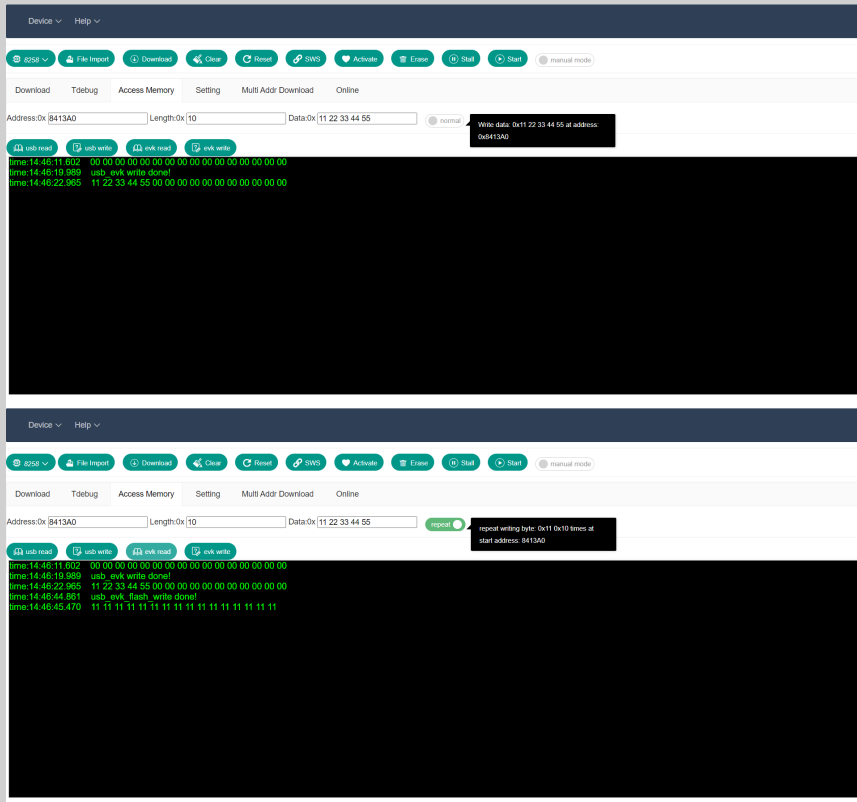 Device Help
8258 File Import Download Clear Reset SWS Activate Erase Stall Start manual mode
Download Tdebug Access Memory Setting Multi Addr Download Online
Address:0x 8413A0 Length:0x 10 Data:0x 11 22 33 44 55 normal
Write data: 0x11 22 33 44 55 at address:
0x8413A0
usb read usb write evk read evk write
time:14:46:11.602 00 00 00 00 00 00 00 00 00 00 00 00 00 00 00 00
time:14:46:19.989 usb_evk write done!
time:14:46:22.965 11 22 33 44 55 00 00 00 00 00 00 00 00 00 00 00
Device Help
8258 File Import Download Clear Reset SWS Activate Erase Stall Start manual mode
Download Tdebug Access Memory Setting Multi Addr Download Online
Address:0x 8413A0 Length:0x 10 Data:0x 11 22 33 44 55 repeat
repeat writing byte: 0x11 0x10 times at
start address: 8413A0
usb read usb write evk read evk write
time:14:46:11.602 00 00 00 00 00 00 00 00 00 00 00 00 00 00 00 00
time:14:46:19.989 usb_evk write done!
time:14:46:22.965 11 22 33 44 55 00 00 00 00 00 00 00 00 00 00 00
time:14:46:44.861 usb_evk_flash_write done!
time:14:46:45.470 11 11 11 11 11 11 11 11 11 11 11 11 11 11 11 11